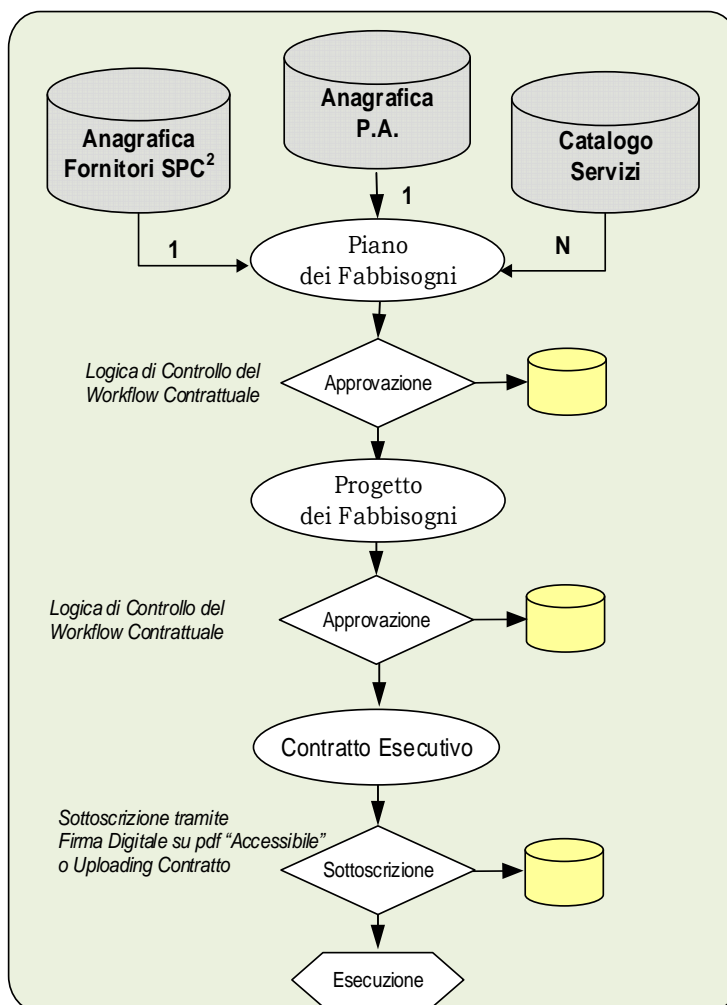 Anagrafica
Fornitori SPC²
Anagrafica
P.A.
Catalogo
Servizi
1
1
N
Piano
dei Fabbisogni
Logica di Controllo del
Workflow Contrattuale
Approvazione
Progetto
dei Fabbisogni
Logica di Controllo del
Workflow Contrattuale
Approvazione
Contratto Esecutivo
Sottoscrizione tramite
Firma Digitale su pdf “Accessibile”
o Uploading Contratto
Sottoscrizione
Esecuzione